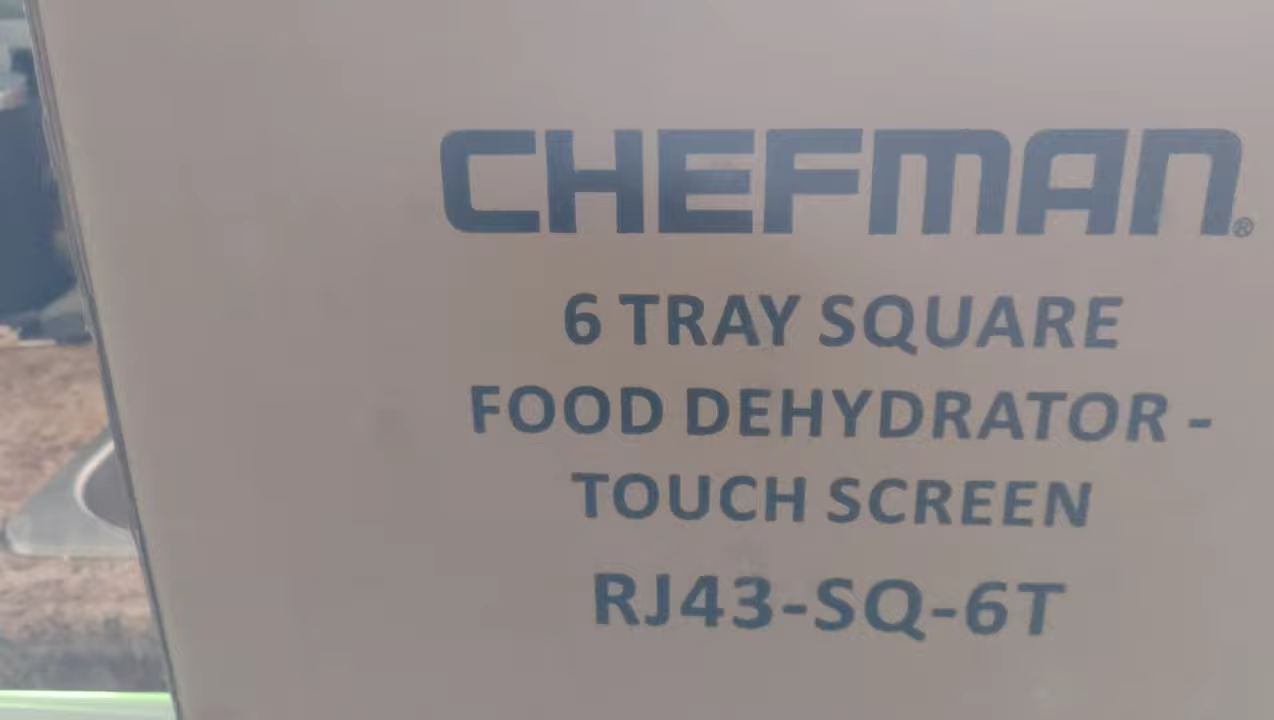 CHEFMAN®
6 TRAY SQUARE
FOOD DEHYDRATOR -
TOUCH SCREEN
RJ43-SQ-6T